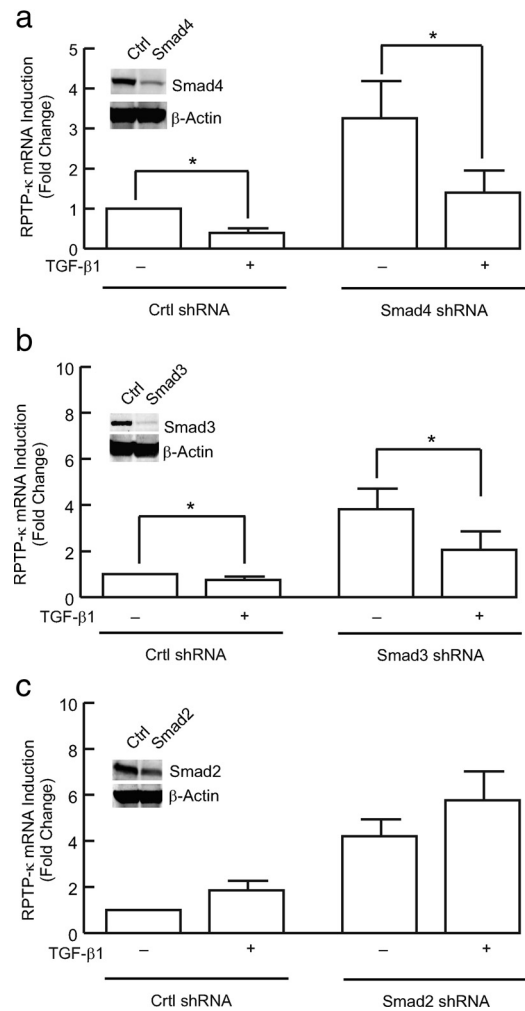 a
Ctrl Smad4
Smad4
β-Actin
RPTP-κ mRNA Induction
(Fold Change)
5
4
3
2
1
0
*
*
TGF-β1 – + – +
Crtl shRNA Smad4 shRNA
b
Ctrl Smad3
Smad3
β-Actin
RPTP-κ mRNA Induction
(Fold Change)
10
8
6
4
2
0
*
*
TGF-β1 – + – +
Crtl shRNA Smad3 shRNA
c
Ctrl Smad2
Smad2
β-Actin
RPTP-κ mRNA Induction
(Fold Change)
10
8
6
4
2
0
TGF-β1 – + – +
Crtl shRNA Smad2 shRNA